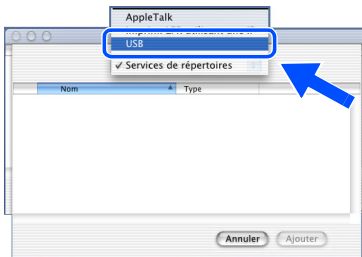 AppleTalk
USB
✓ Services de répertoires
Nom
Type
Annuler
Ajouter